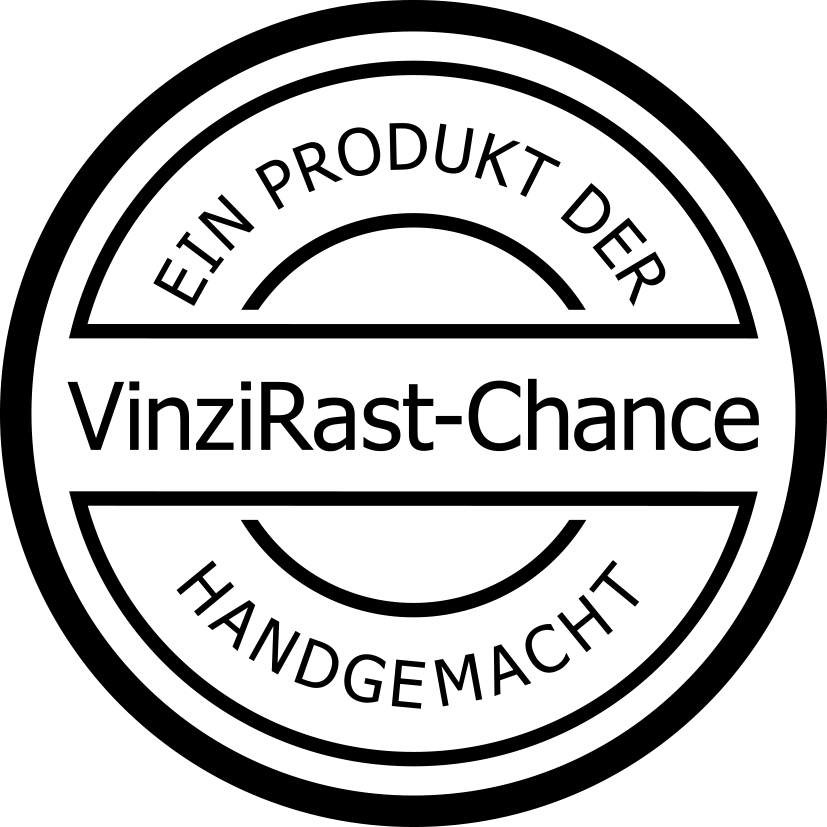 EIN PRODUKT DER
VinziRast-Chance
HANDGEMACHT